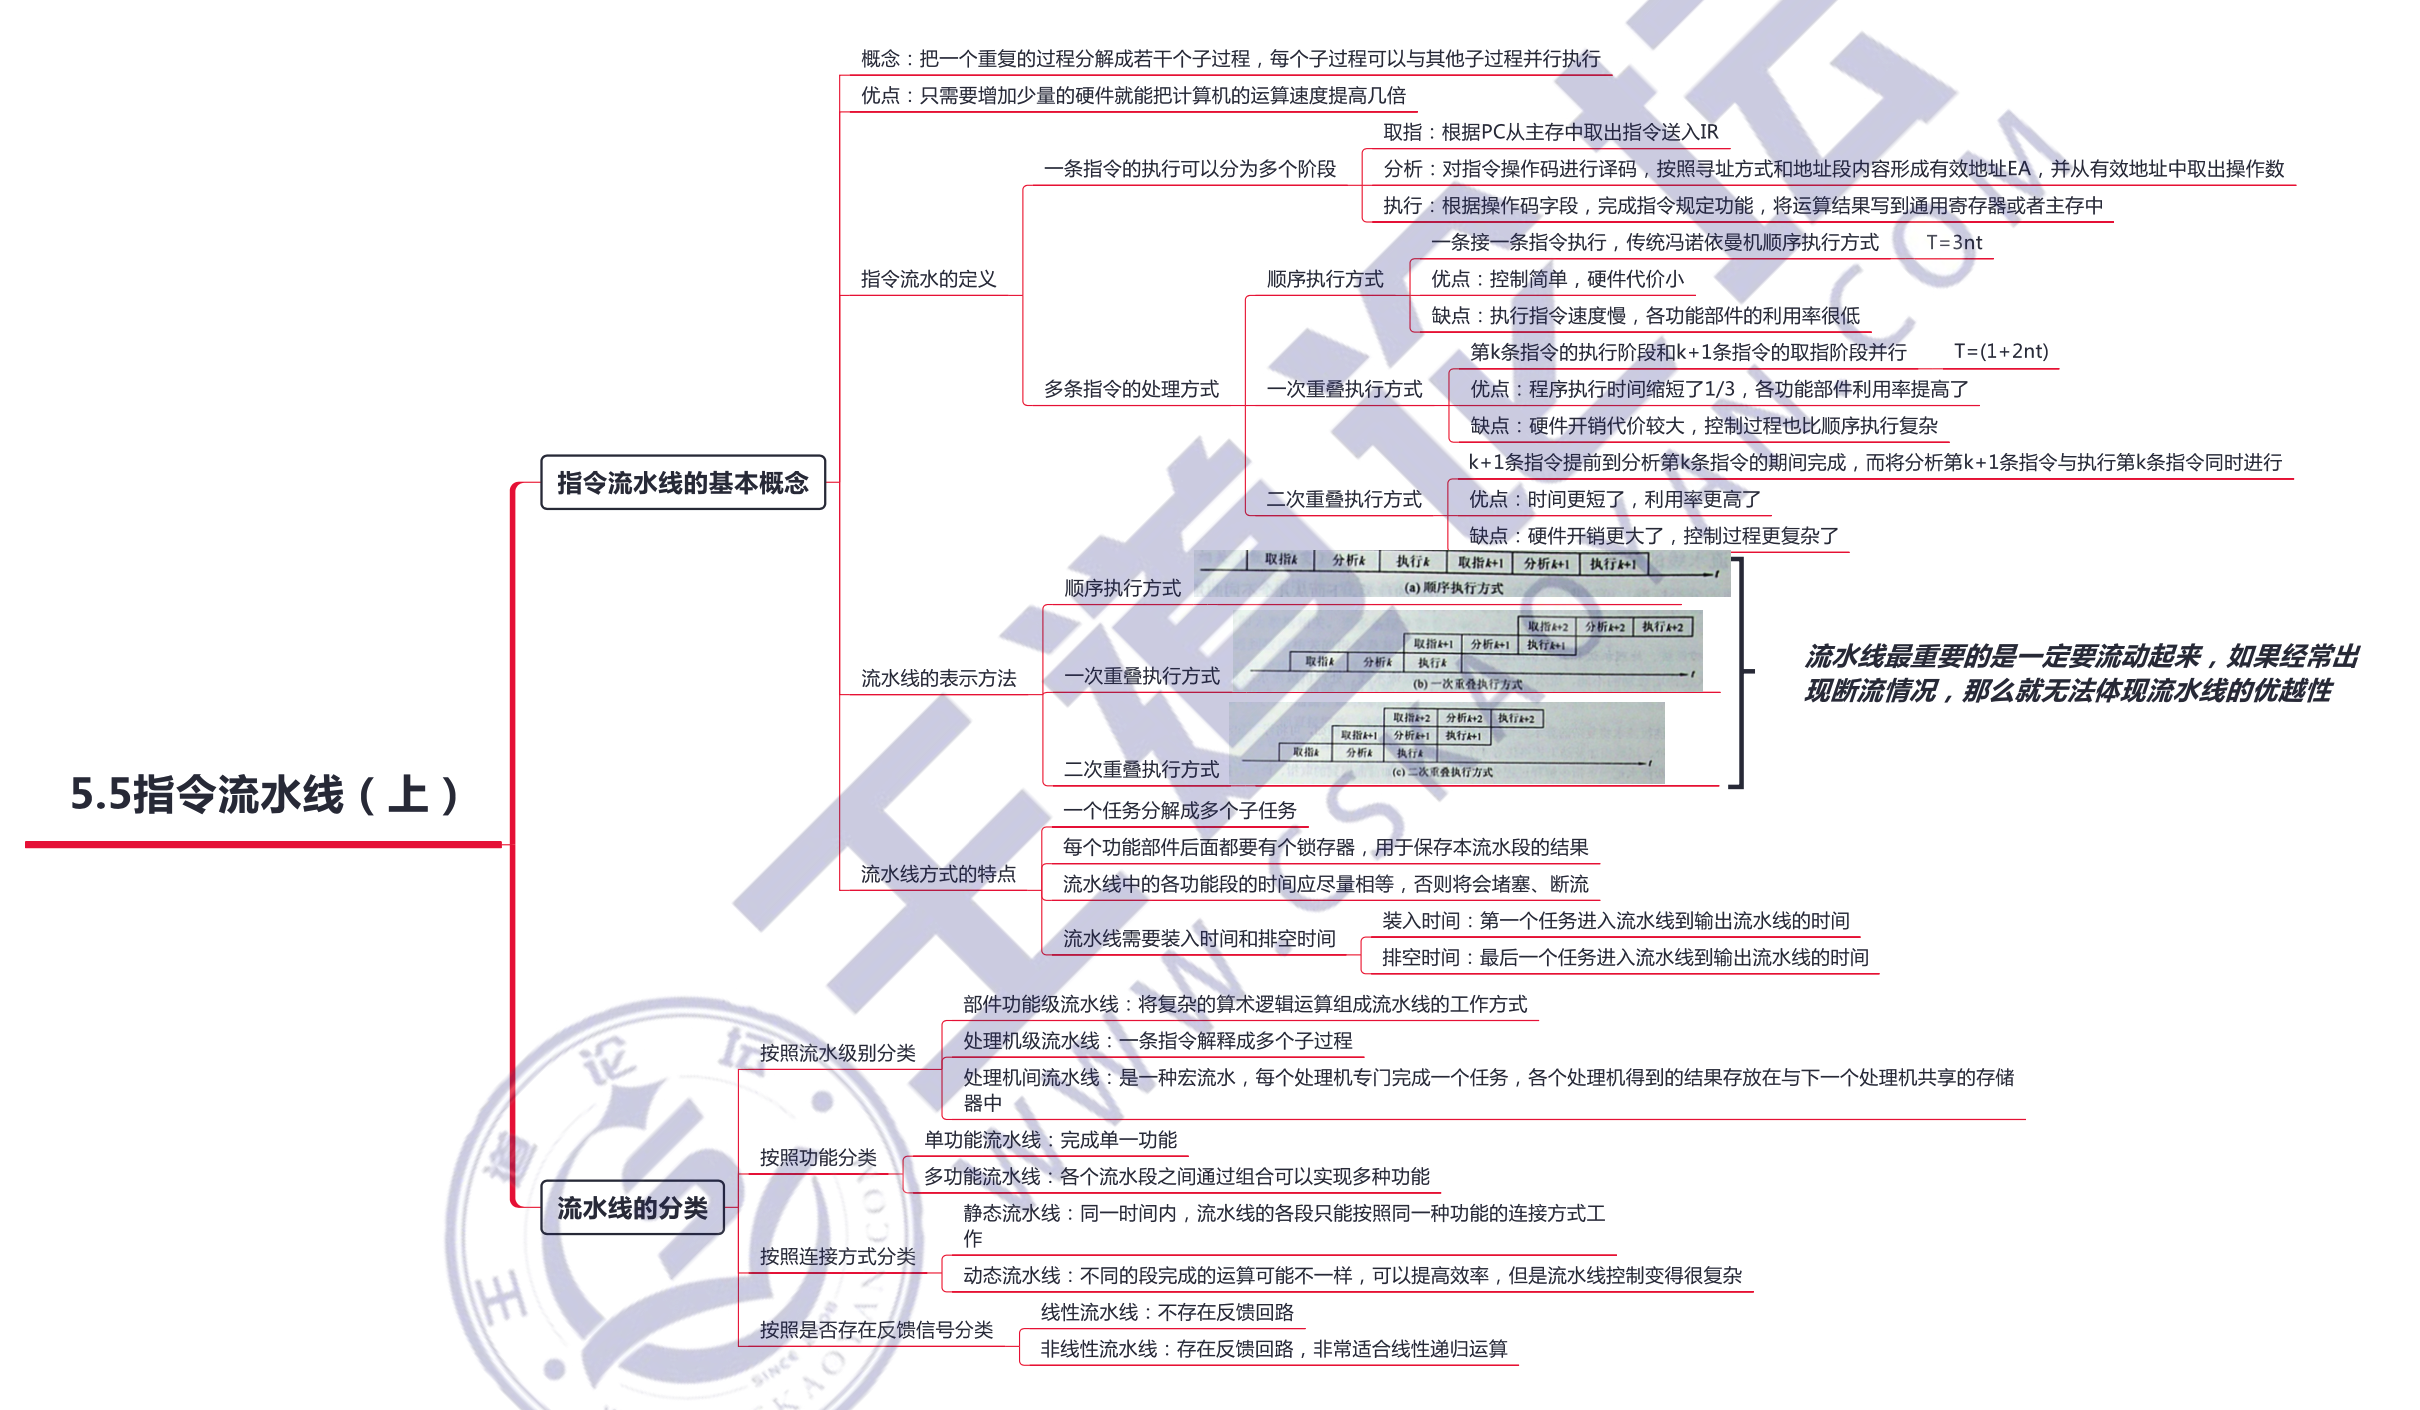 5.5指令流水线（上）
指令流水线的基本概念
概念：把一个重复的过程分解成若干个子过程，每个子过程可以与其他子过程并行执行
优点：只需要增加少量的硬件就能把计算机的运算速度提高几倍
指令流水的定义
一条指令的执行可以分为多个阶段
取指：根据PC从主存中取出指令送入IR
分析：对指令操作码进行译码，按照寻址方式和地址段内容形成有效地址EA，并从有效地址中取出操作数
执行：根据操作码字段，完成指令规定功能，将运算结果写到通用寄存器或者主存中
多条指令的处理方式
顺序执行方式
一条接一条指令执行，传统冯诺依曼机顺序执行方式 T=3nt
优点：控制简单，硬件代价小
缺点：执行指令速度慢，各功能部件的利用率很低
一次重叠执行方式
第k条指令的执行阶段和k+1条指令的取指阶段并行 T=(1+2nt)
优点：程序执行时间缩短了1/3，各功能部件利用率提高了
缺点：硬件开销代价较大，控制过程也比顺序执行复杂
二次重叠执行方式
k+1条指令提前到分析第k条指令的期间完成，而将分析第k+1条指令与执行第k条指令同时进行
优点：时间更短了，利用率更高了
缺点：硬件开销更大了，控制过程更复杂了
流水线的表示方法
顺序执行方式
取指k 分析k 执行k 取指k+1 分析k+1 执行k+1
t
(a) 顺序执行方式
一次重叠执行方式
取指k+2 分析k+2 执行k+2
取指k+1 分析k+1 执行k+1
取指k 分析k 执行k
t
(b) 一次重叠执行方式
二次重叠执行方式
取指k+2 分析k+2 执行k+2
取指k+1 分析k+1 执行k+1
取指k 分析k 执行k
t
(c) 二次重叠执行方式
流水线最重要的是一定要流动起来，如果经常出
现断流情况，那么就无法体现流水线的优越性
流水线方式的特点
一个任务分解成多个子任务
每个功能部件后面都要有个锁存器，用于保存本流水段的结果
流水线中的各功能段的时间应尽量相等，否则将会堵塞、断流
流水线需要装入时间和排空时间
装入时间：第一个任务进入流水线到输出流水线的时间
排空时间：最后一个任务进入流水线到输出流水线的时间
流水线的分类
按照流水级别分类
部件功能级流水线：将复杂的算术逻辑运算组成流水线的工作方式
处理机级流水线：一条指令解释成多个子过程
处理机间流水线：是一种宏流水，每个处理机专门完成一个任务，各个处理机得到的结果存放在与下一个处理机共享的存储
器中
按照功能分类
单功能流水线：完成单一功能
多功能流水线：各个流水段之间通过组合可以实现多种功能
按照连接方式分类
静态流水线：同一时间内，流水线的各段只能按照同一种功能的连接方式工
作
动态流水线：不同的段完成的运算可能不一样，可以提高效率，但是流水线控制变得很复杂
按照是否存在反馈信号分类
线性流水线：不存在反馈回路
非线性流水线：存在反馈回路，非常适合线性递归运算
王道论坛
WWW.CSKAOYAN.COM
王道论坛
SINCE